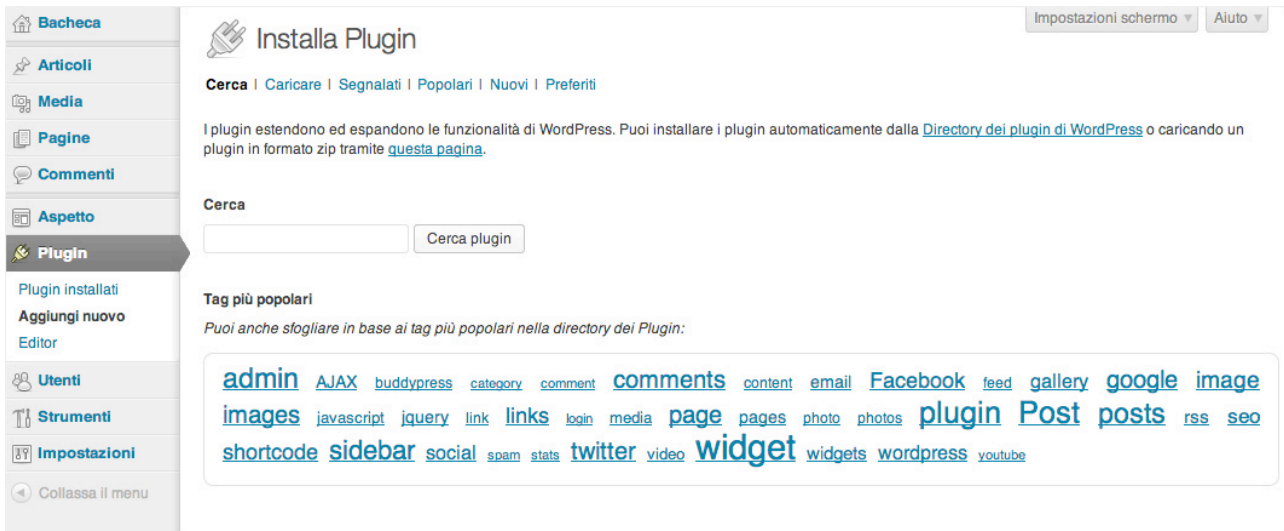 Bacheca
Articoli
Media
Pagine
Commenti
Aspetto
Plugin
Plugin installati
Aggiungi nuovo
Editor
Utenti
Strumenti
Impostazioni
Collassa il menu
Impostazioni schermo
Aiuto
Installa Plugin
Cerca | Caricare | Segnalati | Popolari | Nuovi | Preferiti
I plugin estendono ed espandono le funzionalità di WordPress. Puoi installare i plugin automaticamente dalla Directory dei plugin di WordPress o caricando un
plugin in formato zip tramite questa pagina.
Cerca
Cerca plugin
Tag più popolari
Puoi anche sfogliare in base ai tag più popolari nella directory dei Plugin:
admin AJAX buddypress category comment comments content email Facebook feed gallery google image
images javascript jquery link links login media page pages photo photos plugin Post posts rss seo
shortcode sidebar social spam stats twitter video widget widgets wordpress youtube